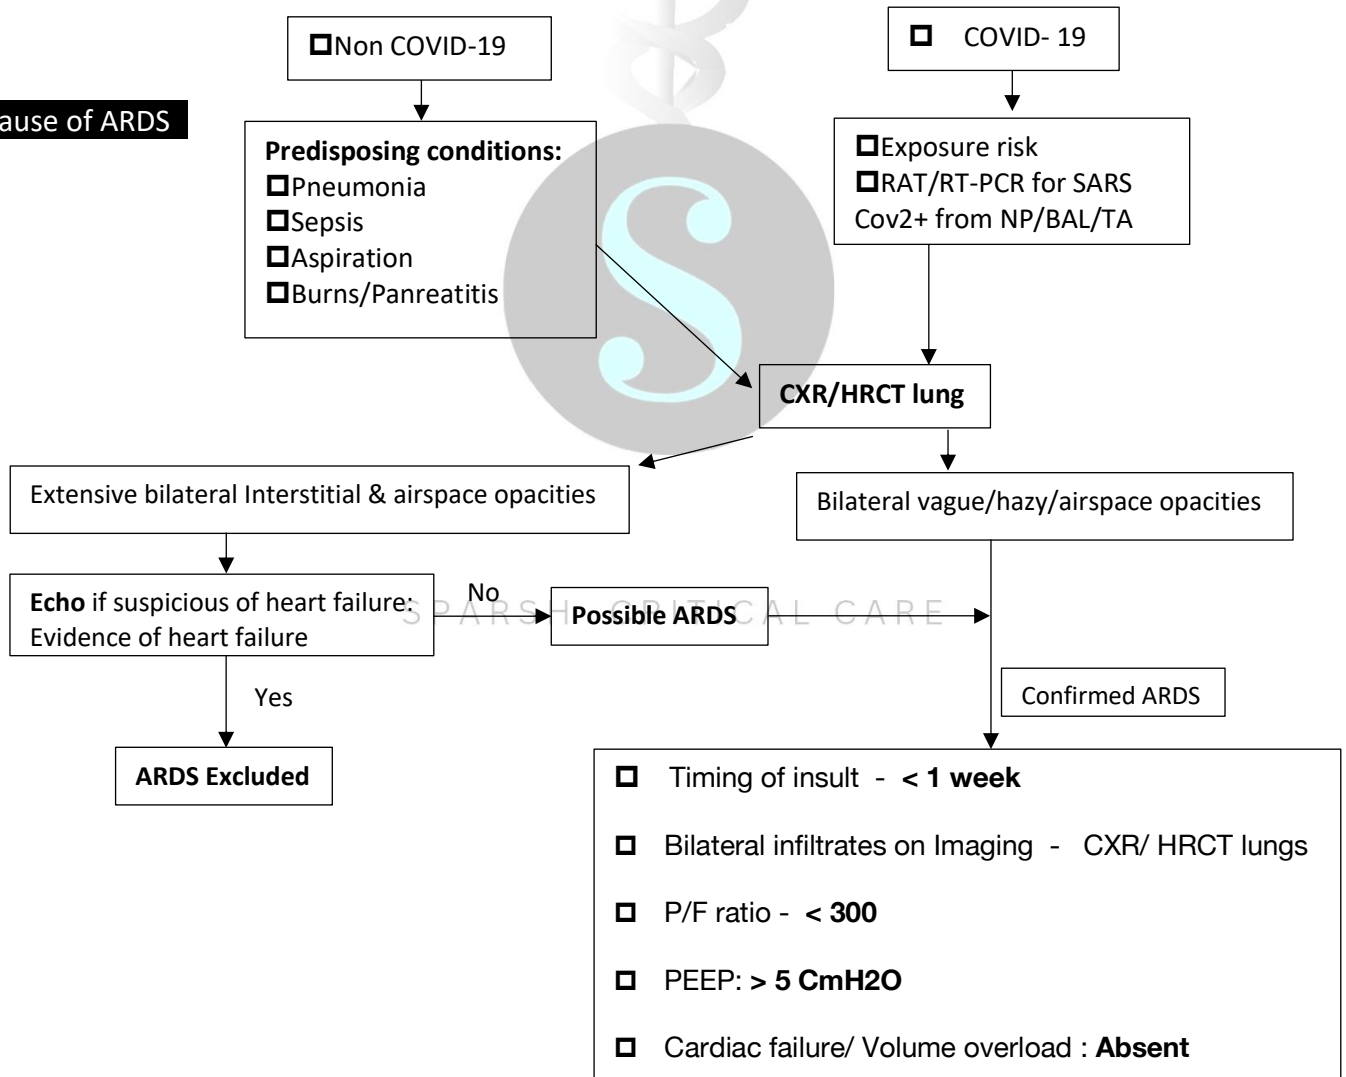 ☐Non COVID-19
☐ COVID- 19
ause of ARDS
Predisposing conditions:
☐Pneumonia
☐Sepsis
☐Aspiration
☐Burns/Panreatitis
☐Exposure risk
☐RAT/RT-PCR for SARS
Cov2+ from NP/BAL/TA
CXR/HRCT lung
Extensive bilateral Interstitial & airspace opacities
Bilateral vague/hazy/airspace opacities
Echo if suspicious of heart failure:
Evidence of heart failure
No
Possible ARDS
SPARSH CRITICAL CARE
Yes
Confirmed ARDS
ARDS Excluded
☐ Timing of insult - < 1 week
☐ Bilateral infiltrates on Imaging - CXR/ HRCT lungs
☐ P/F ratio - < 300
☐ PEEP: > 5 CmH2O
☐ Cardiac failure/ Volume overload : Absent